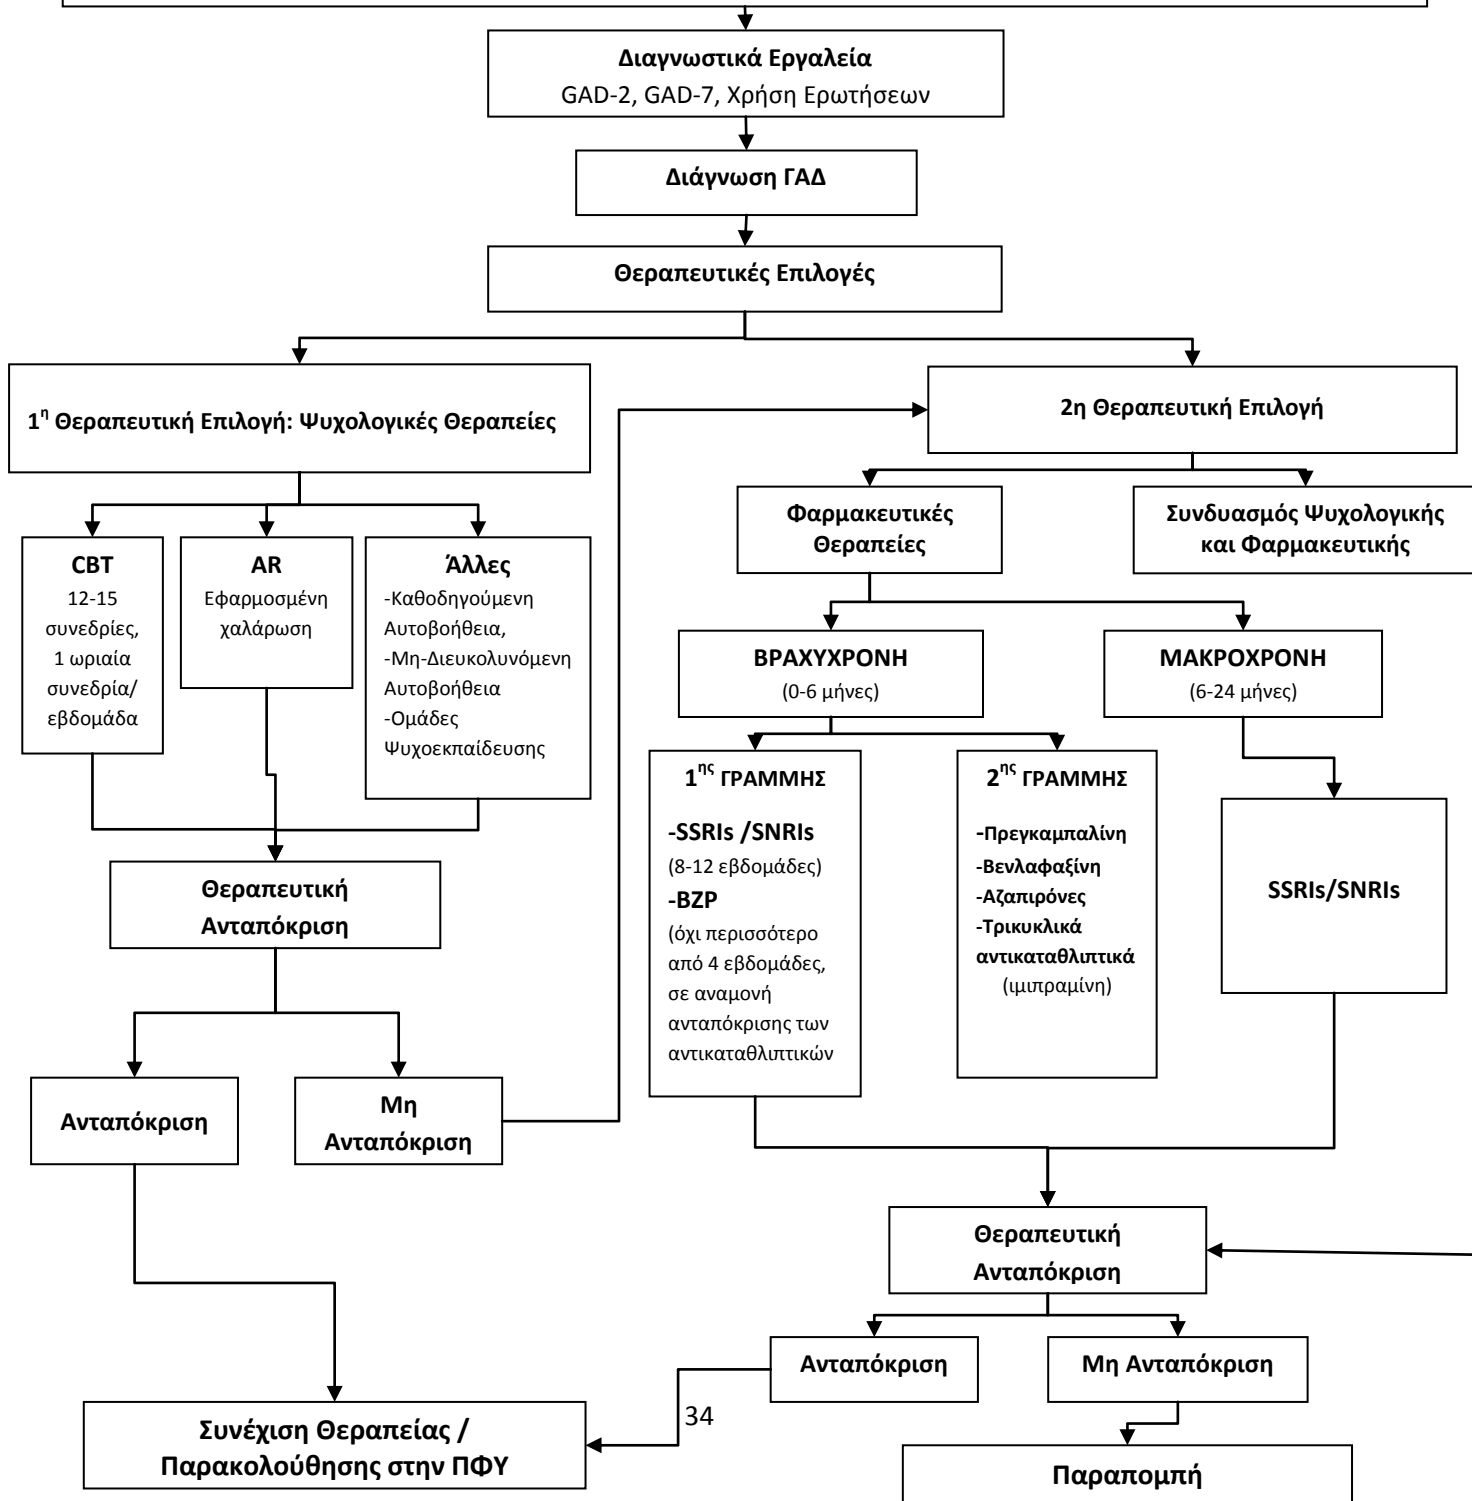 Διαγνωστικά Εργαλεία
GAD-2, GAD-7, Χρήση Ερωτήσεων
Διάγνωση ΓΑΔ
Θεραπευτικές Επιλογές
1η Θεραπευτική Επιλογή: Ψυχολογικές Θεραπείες
2η Θεραπευτική Επιλογή
Φαρμακευτικές
Θεραπείες
Συνδυασμός Ψυχολογικής
και Φαρμακευτικής
CBT
12-15
συνεδρίες,
1 ωριαία
συνεδρία/
εβδομάδα
AR
Εφαρμοσμένη
χαλάρωση
Άλλες
-Καθοδηγούμενη
Αυτοβοήθεια,
-Μη-Διευκολυνόμενη
Αυτοβοήθεια
-Ομάδες
Ψυχοεκπαίδευσης
ΒΡΑΧΥΧΡΟΝΗ
(0-6 μήνες)
ΜΑΚΡΟΧΡΟΝΗ
(6-24 μήνες)
1ης ΓΡΑΜΜΗΣ
-SSRIs /SNRIs
(8-12 εβδομάδες)
-BZP
(όχι περισσότερο
από 4 εβδομάδες,
σε αναμονή
ανταπόκρισης των
αντικαταθλιπτικών
2ης ΓΡΑΜΜΗΣ
-Πρεγκαμπαλίνη
-Βενλαφαξίνη
-Αζαπιρόνες
-Τρικυκλικά
αντικαταθλιπτικά
(ιμιπραμίνη)
SSRIs/SNRIs
Θεραπευτική
Ανταπόκριση
Ανταπόκριση
Μη
Ανταπόκριση
Θεραπευτική
Ανταπόκριση
Ανταπόκριση
Μη Ανταπόκριση
34
Συνέχιση Θεραπείας /
Παρακολούθησης στην ΠΦΥ
Παραπομπή